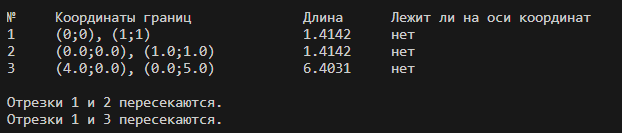 № Координаты границ Длина Лежит ли на оси координат
1 (0;0), (1;1) 1.4142 нет
2 (0.0;0.0), (1.0;1.0) 1.4142 нет
3 (4.0;0.0), (0.0;5.0) 6.4031 нет
Отрезки 1 и 2 пересекаются.
Отрезки 1 и 3 пересекаются.